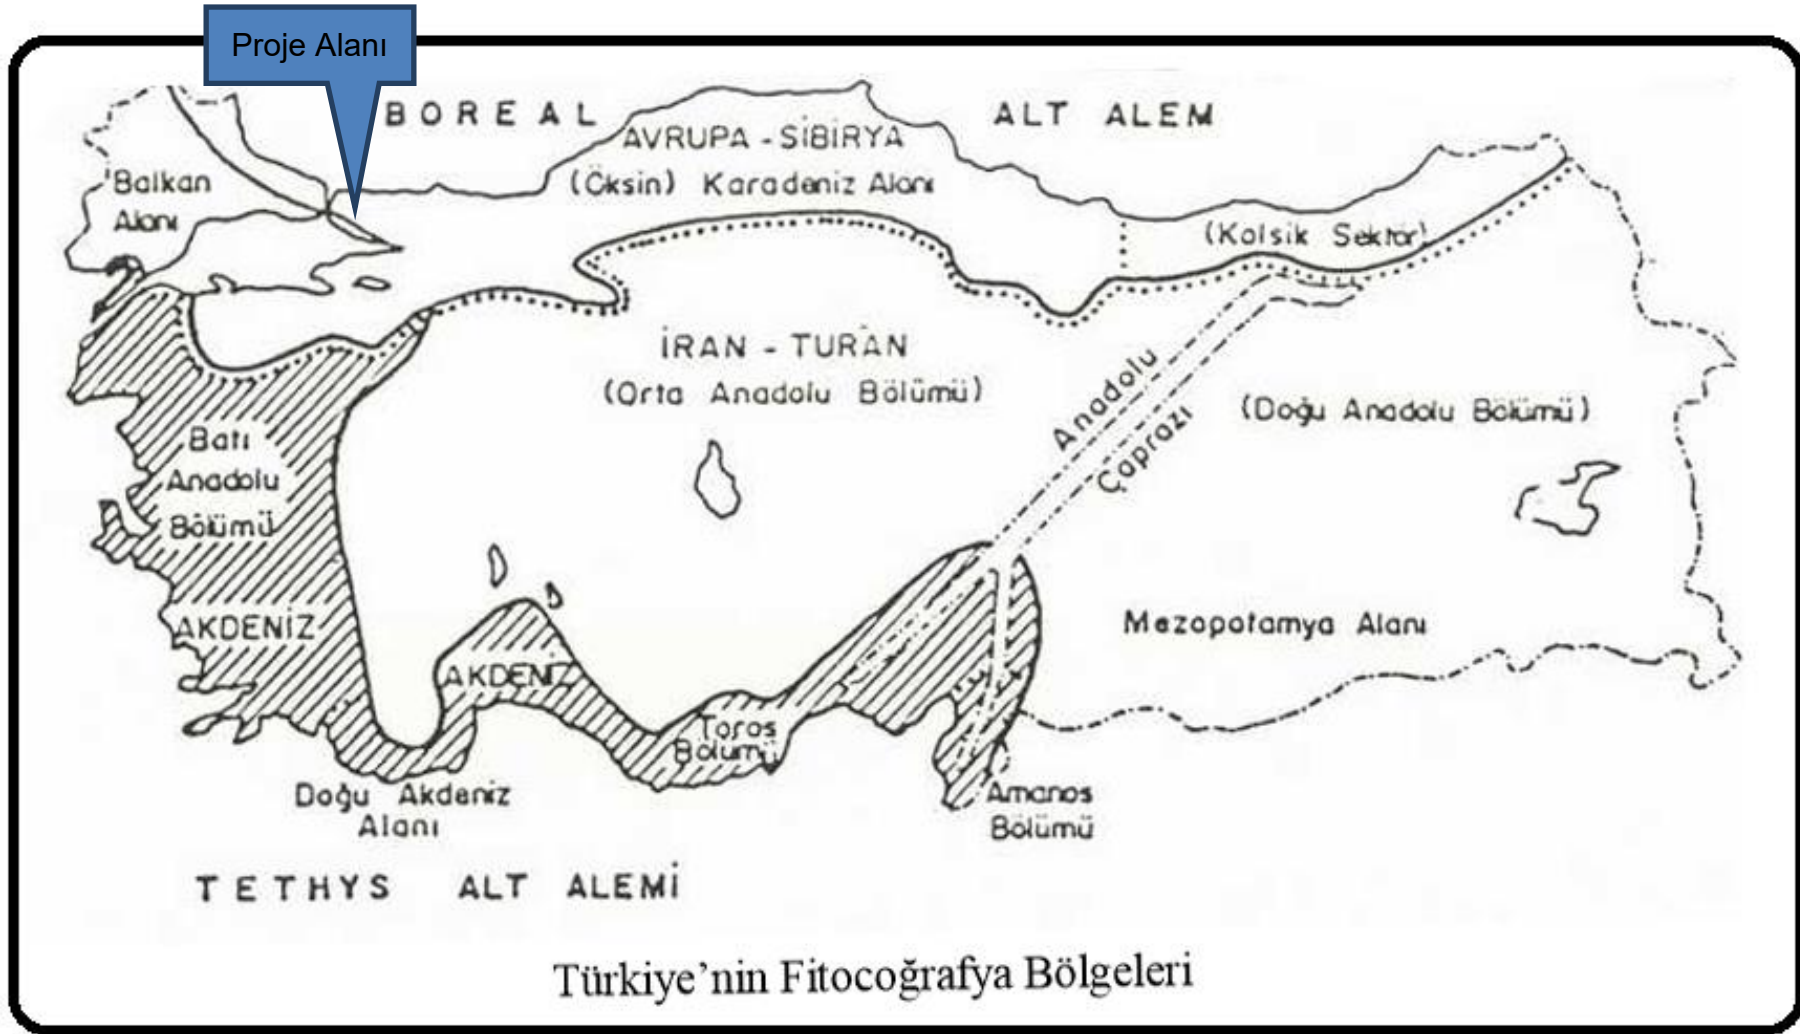 Proje Alanı
BOREAL ALT ALEM
AVRUPA - SİBİRYA
(Öksin) Karadeniz Alanı
Balkan
Alanı
(Kolsik Sektör)
İRAN - TURAN
(Orta Anadolu Bölümü)
Anadolu
Çaprazı
(Doğu Anadolu Bölümü)
Batı
Anadolu
Bölümü
AKDENİZ
AKDENİZ
Mezopotamya Alanı
Toros
Bölümü
Doğu Akdeniz
Alanı
Amanos
Bölümü
TETHYS ALT ALEMİ
Türkiye’nin Fitocoğrafya Bölgeleri